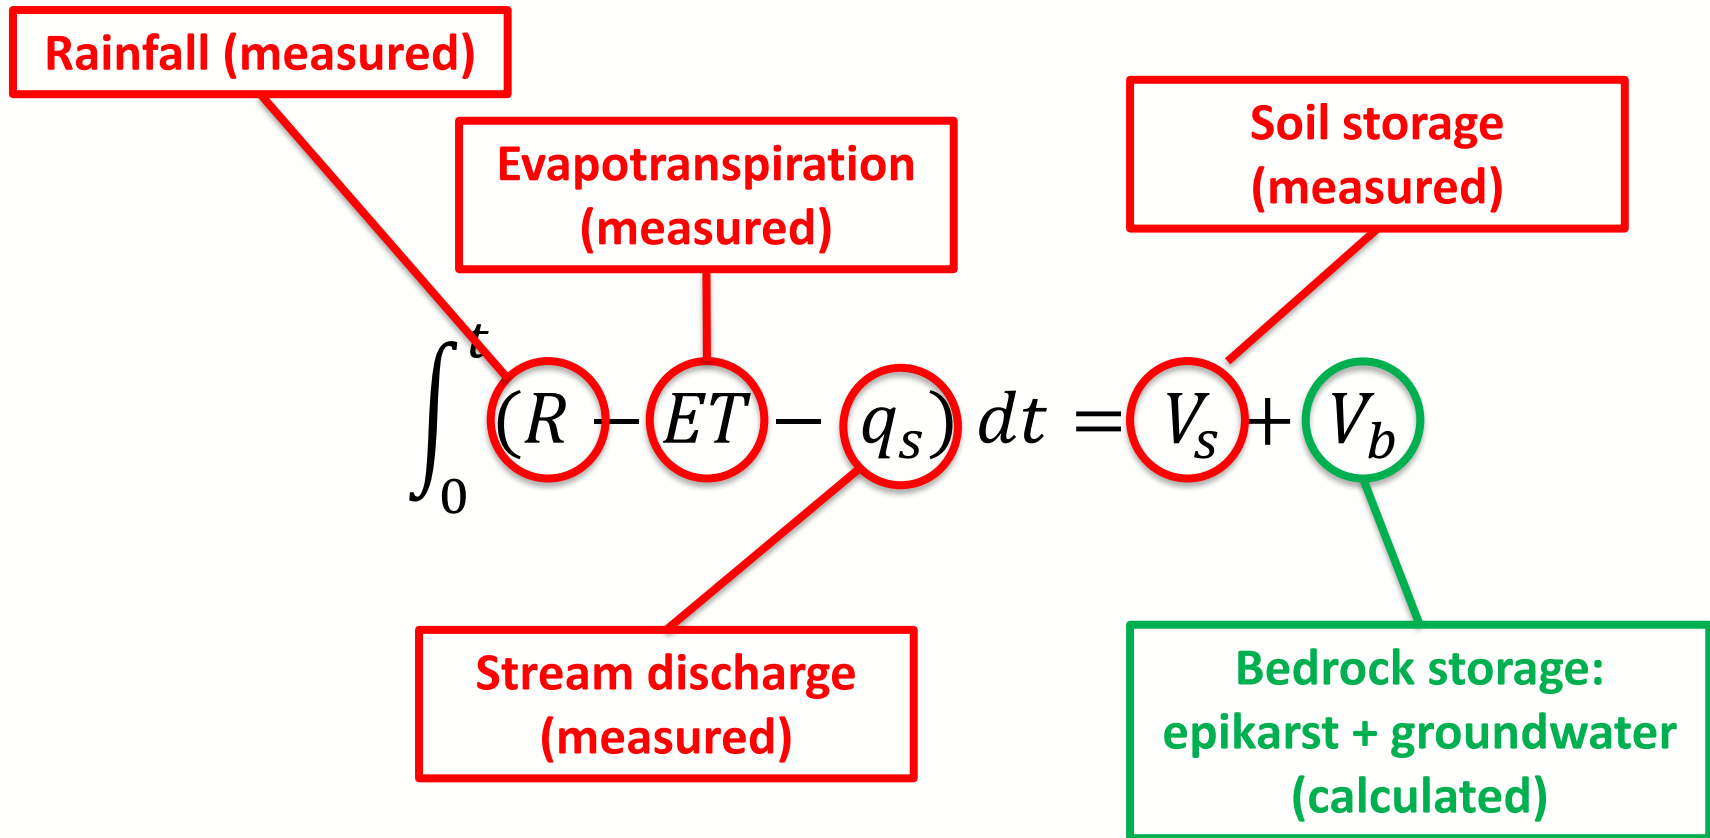 Rainfall (measured)
Evapotranspiration
(measured)
Soil storage
(measured)
∫₀ᵗ (R − ET − qₛ) dt = Vₛ + V_b
Stream discharge
(measured)
Bedrock storage:
epikarst + groundwater
(calculated)